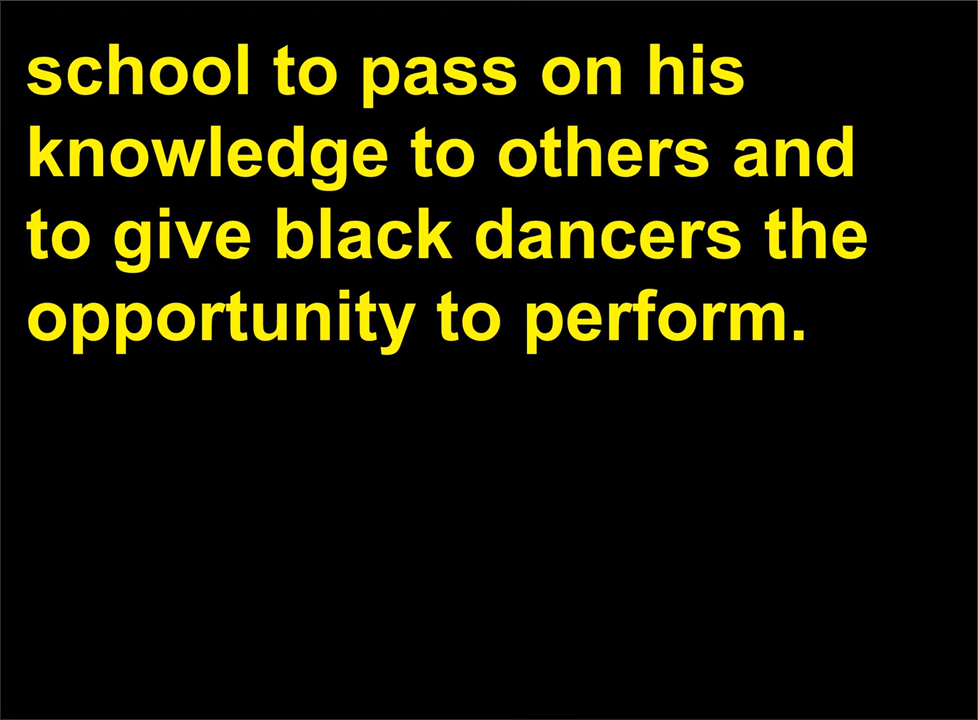 school to pass on his
knowledge to others and
to give black dancers the
opportunity to perform.